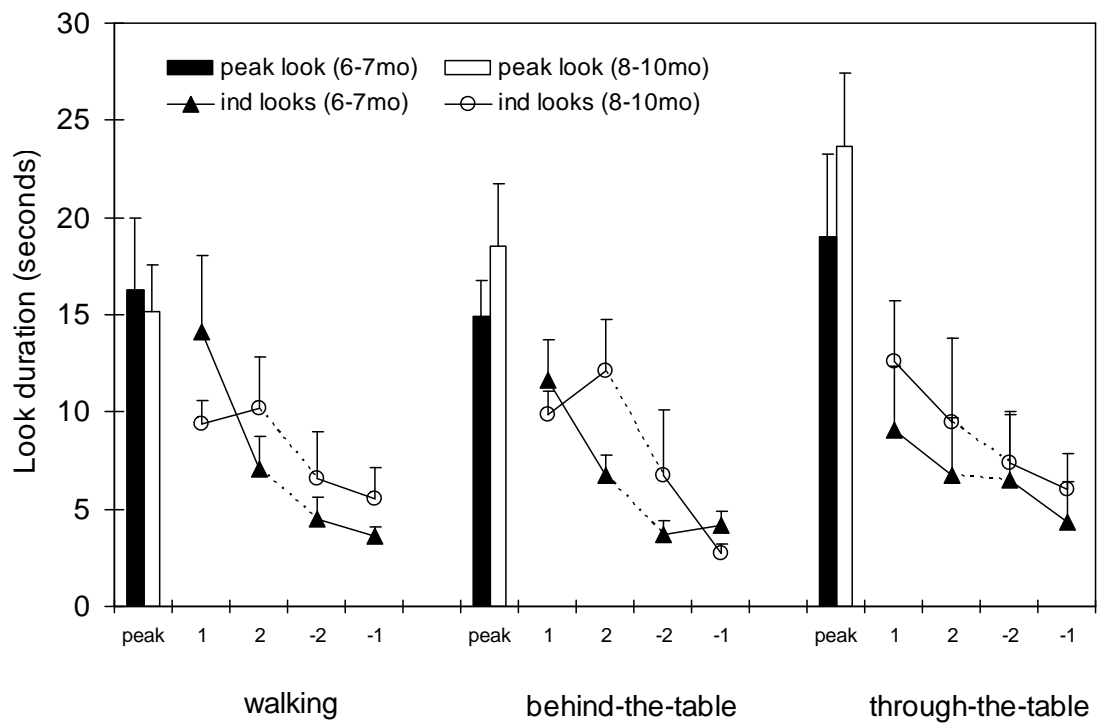 Look duration (seconds)
30
25
20
15
10
5
0
peak look (6-7mo) peak look (8-10mo)
ind looks (6-7mo) ind looks (8-10mo)
peak 1 2 -2 -1 peak 1 2 -2 -1 peak 1 2 -2 -1
walking behind-the-table through-the-table